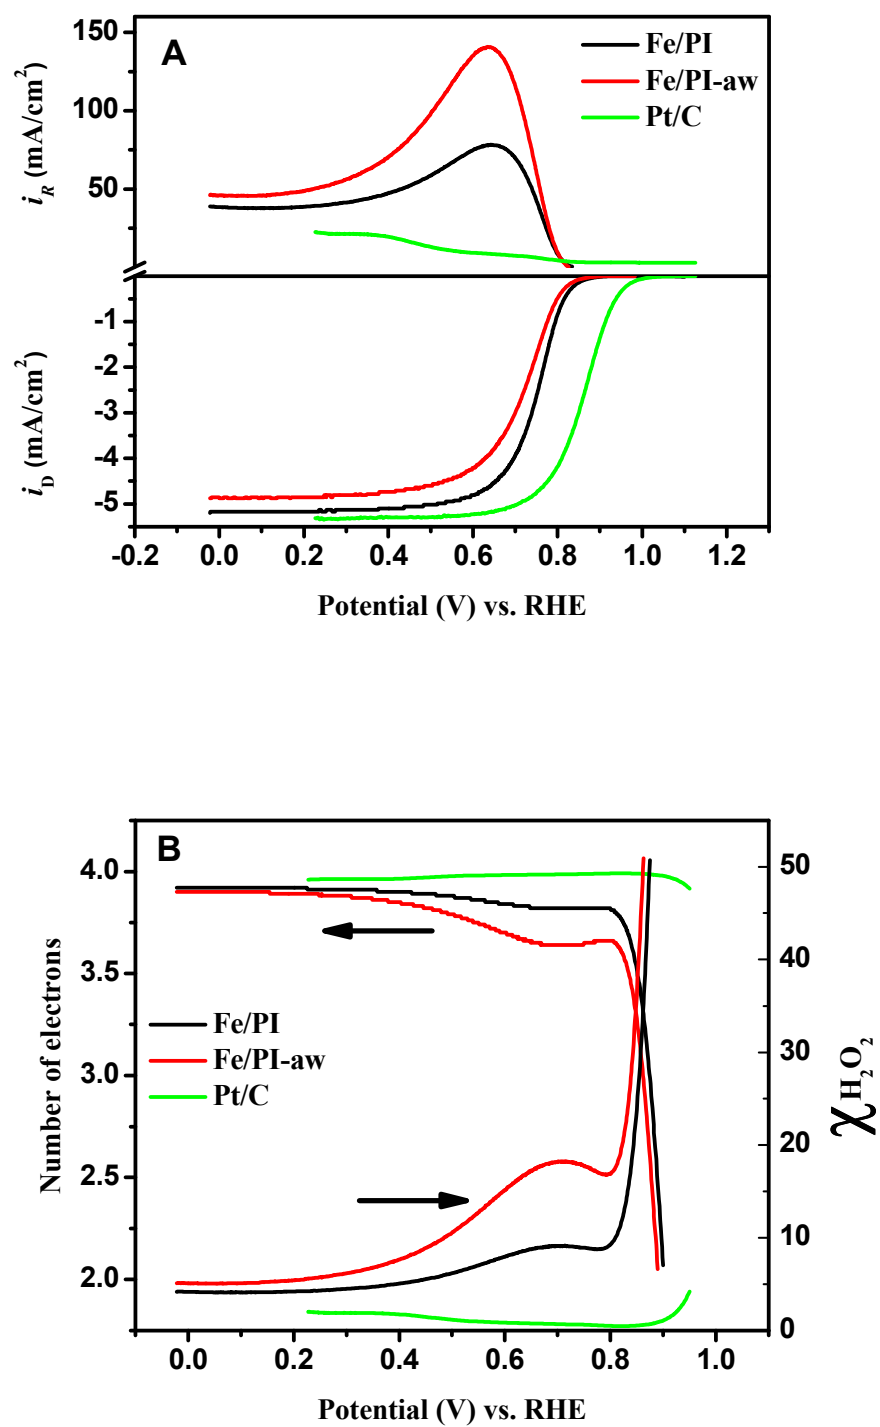 A
Fe/PI
Fe/PI-aw
Pt/C
150
100
50
i_R (mA/cm²)
-1
-2
-3
-4
-5
i_D (mA/cm²)
-0.2 0.0 0.2 0.4 0.6 0.8 1.0 1.2
Potential (V) vs. RHE
B
4.0
3.5
3.0
2.5
2.0
Number of electrons
Fe/PI
Fe/PI-aw
Pt/C
50
40
30
20
10
0
χH₂O₂
0.0 0.2 0.4 0.6 0.8 1.0
Potential (V) vs. RHE